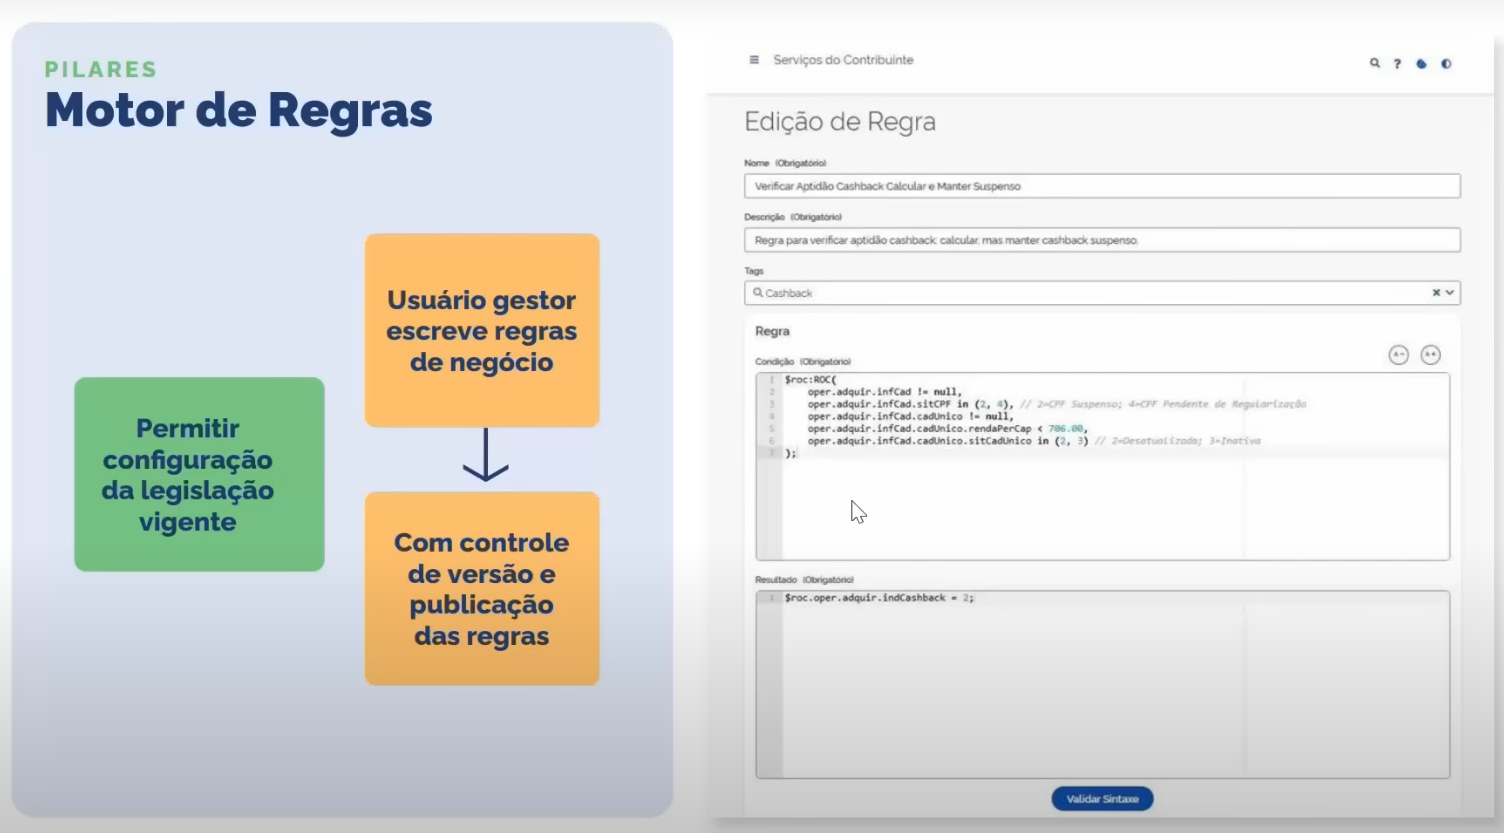 PILARES
Motor de Regras
Permitir
configuração
da legislação
vigente
Usuário gestor
escreve regras
de negócio
Com controle
de versão e
publicação
das regras
Serviços do Contribuinte
Edição de Regra
Nome (Obrigatório)
Verificar Aptidão Cashback Calcular e Manter Suspenso
Descrição (Obrigatório)
Regra para verificar aptidão cashback: calcular, mas manter cashback suspenso.
Tags
Cashback
Regra
Condição (Obrigatório)
A- A+
1 $roc:ROC(
2 oper.adquir.infCad != null,
3 oper.adquir.infCad.sitCPF in (2, 4), // 2=CPF Suspenso; 4=CPF Pendente de Regularização
4 oper.adquir.infCad.cadUnico != null,
5 oper.adquir.infCad.cadUnico.rendaPerCap < 706.00,
6 oper.adquir.infCad.cadUnico.sitCadUnico in (2, 3) // 2=Desatualizado; 3=Inativa
7 );
Resultado (Obrigatório)
1 $roc.oper.adquir.indCashback = 2;
Validar Sintaxe